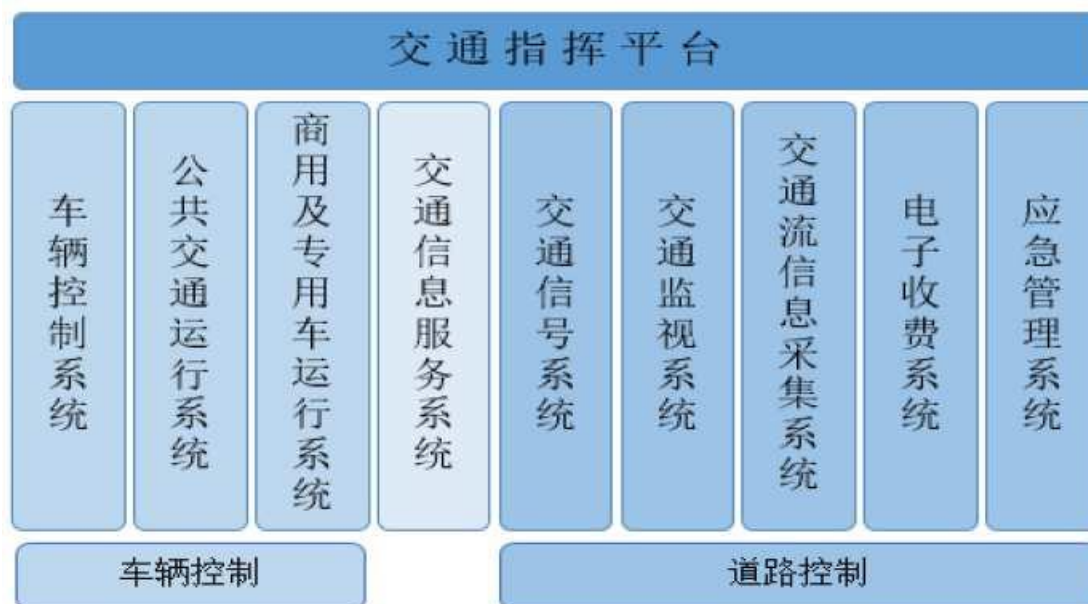 交通指挥平台
车辆控制系统
公共交通运行系统
商用及专用车运行系统
交通信息服务系统
交通信号系统
交通监视系统
交通流信息采集系统
电子收费系统
应急管理系统
车辆控制
道路控制